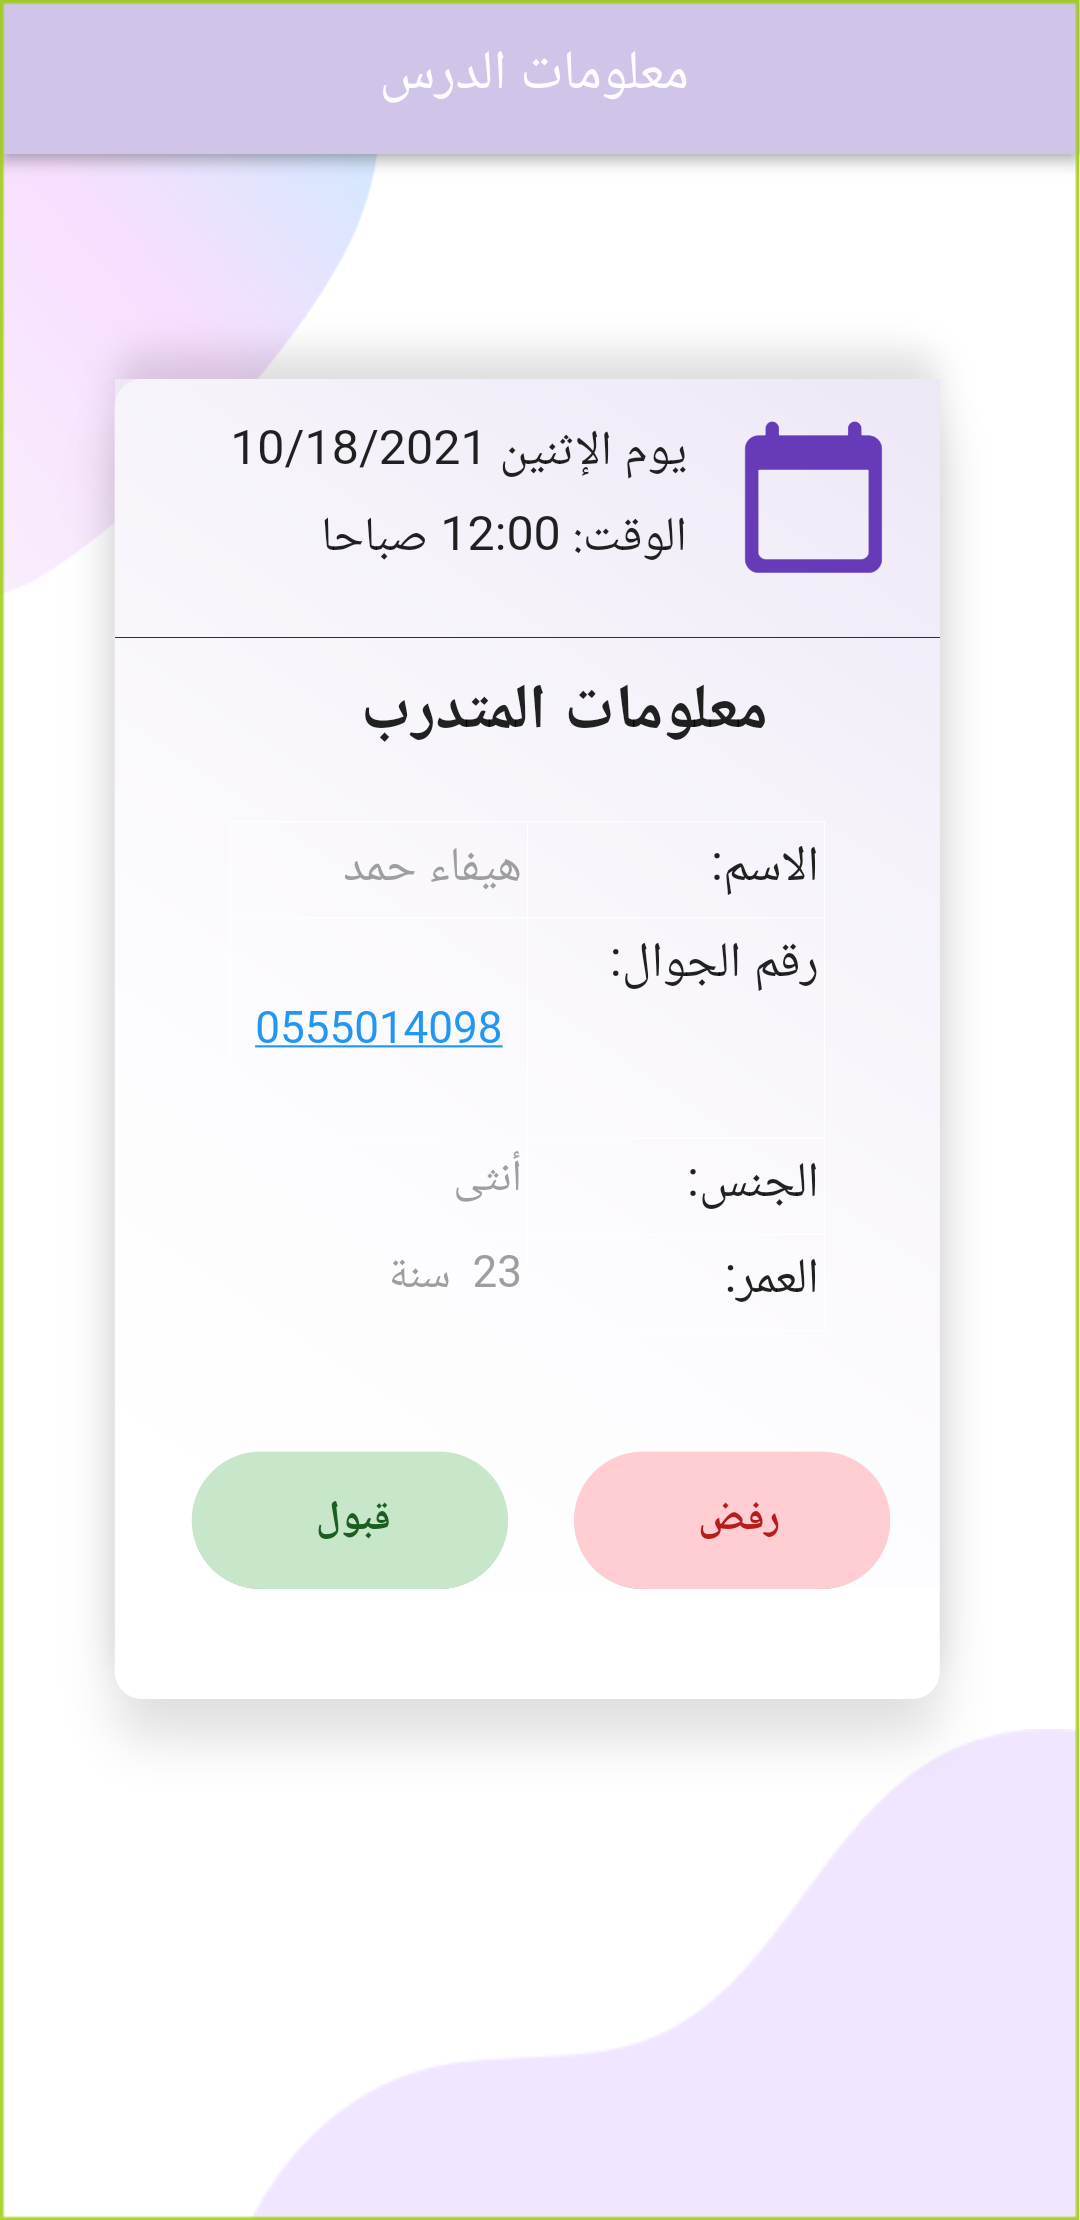 معلومات الدرس
يوم الإثنين 10/18/2021
الوقت: 12:00 صباحا
معلومات المتدرب
الاسم: هيفاء حمد
رقم الجوال:
0555014098
الجنس: أنثى
العمر: 23 سنة
رفض قبول